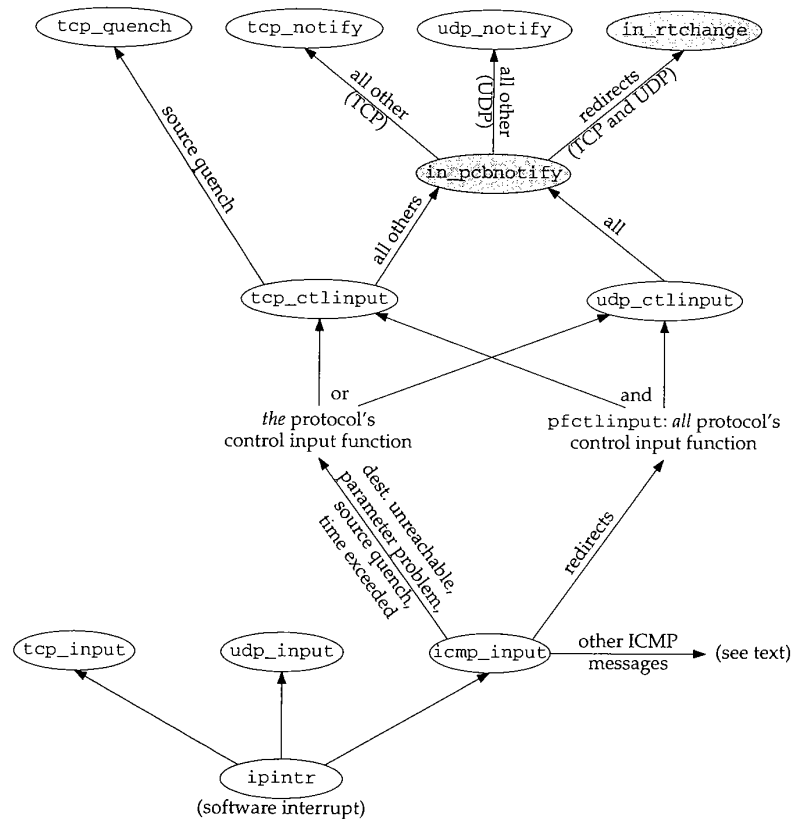 tcp_quench
tcp_notify
udp_notify
in_rtchange
all other
(TCP)
all other
(UDP)
redirects
(TCP and UDP)
source quench
in_pcbnotify
all others
all
tcp_ctlinput
udp_ctlinput
or
and
the protocol's
control input function
pfctlinput: all protocol's
control input function
dest. unreachable,
parameter problem,
source quench,
time exceeded
redirects
tcp_input
udp_input
icmp_input
other ICMP
messages
(see text)
ipintr
(software interrupt)